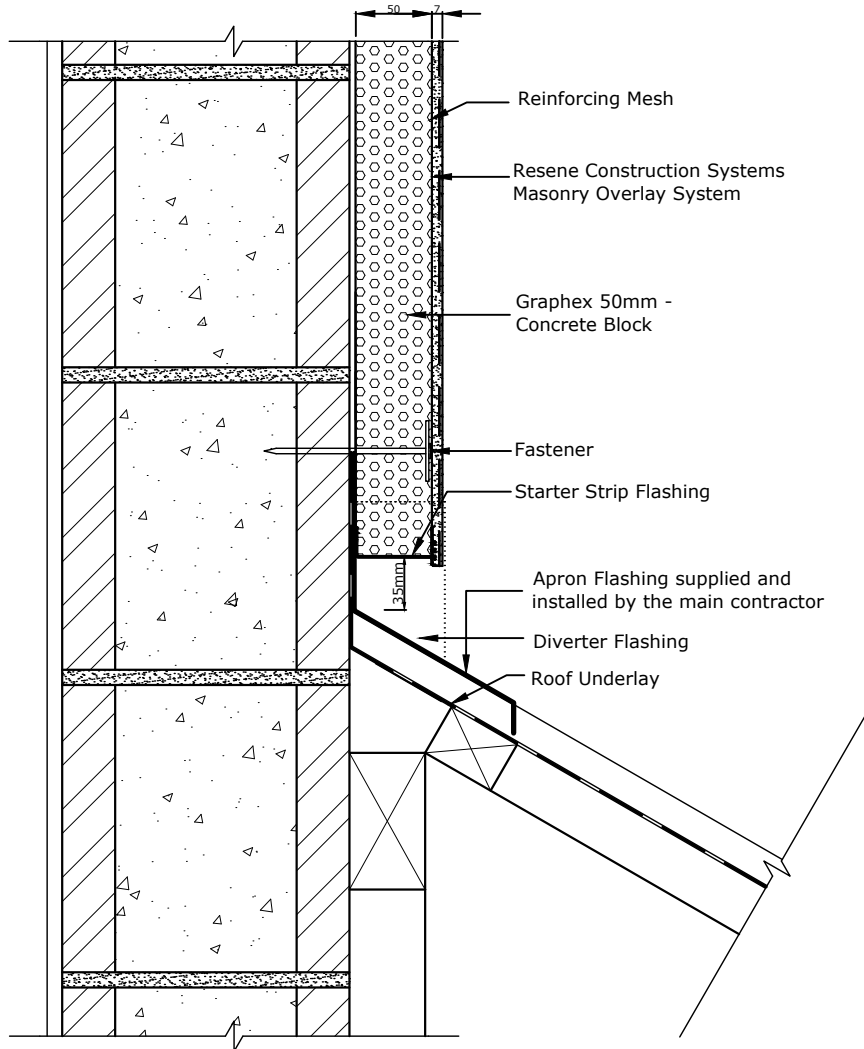 50 7
Reinforcing Mesh
Resene Construction Systems
Masonry Overlay System
Graphex 50mm -
Concrete Block
Fastener
Starter Strip Flashing
35mm
Apron Flashing supplied and
installed by the main contractor
Diverter Flashing
Roof Underlay